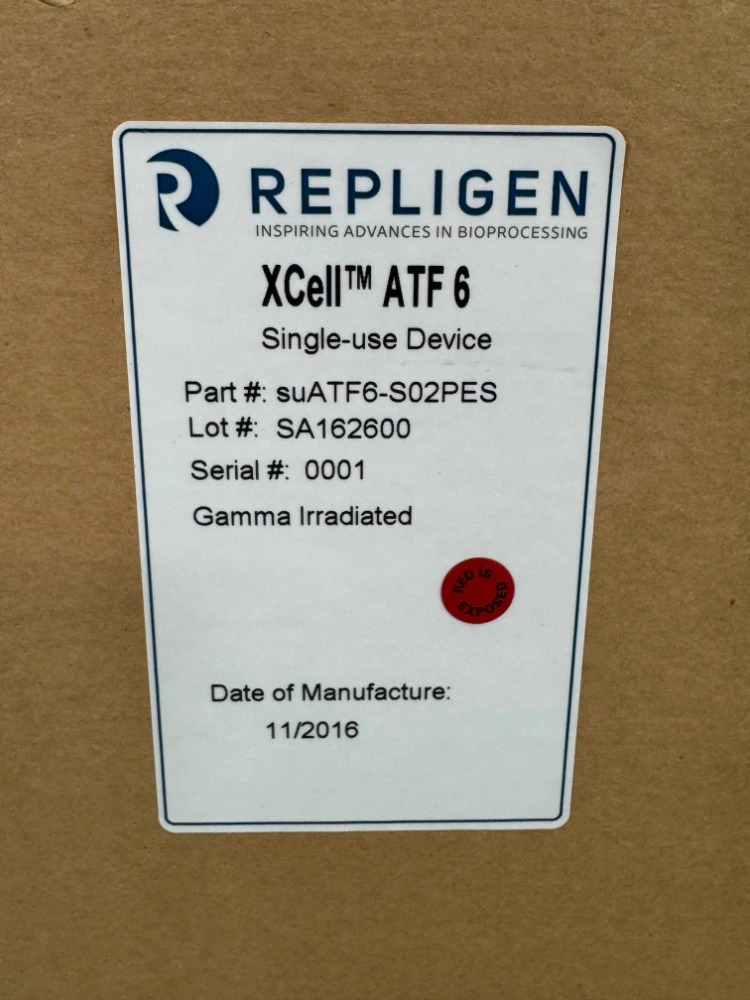 REPLIGEN
INSPIRING ADVANCES IN BIOPROCESSING
XCell™ ATF 6
Single-use Device
Part #: suATF6-S02PES
Lot #: SA162600
Serial #: 0001
Gamma Irradiated
RED IS
EXPOSED
Date of Manufacture:
11/2016